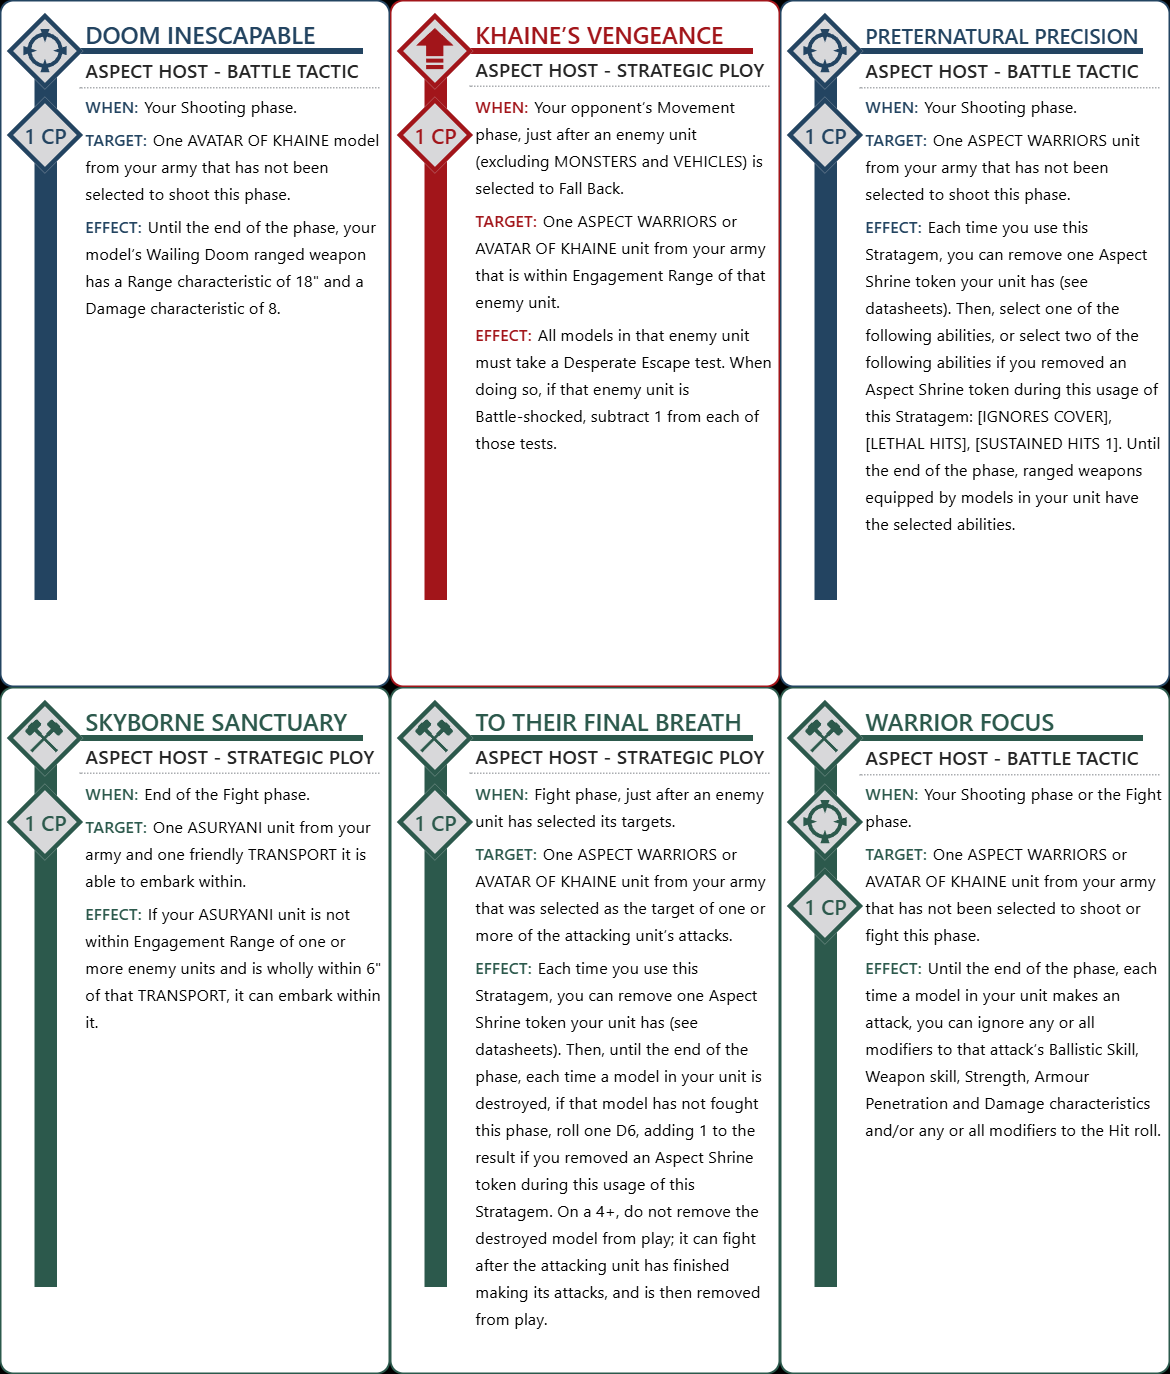 DOOM INESCAPABLE
ASPECT HOST - BATTLE TACTIC
1 CP
WHEN: Your Shooting phase.
TARGET: One AVATAR OF KHAINE model
from your army that has not been
selected to shoot this phase.
EFFECT: Until the end of the phase, your
model’s Wailing Doom ranged weapon
has a Range characteristic of 18" and a
Damage characteristic of 8.
KHAINE’S VENGEANCE
ASPECT HOST - STRATEGIC PLOY
1 CP
WHEN: Your opponent’s Movement
phase, just after an enemy unit
(excluding MONSTERS and VEHICLES) is
selected to Fall Back.
TARGET: One ASPECT WARRIORS or
AVATAR OF KHAINE unit from your army
that is within Engagement Range of that
enemy unit.
EFFECT: All models in that enemy unit
must take a Desperate Escape test. When
doing so, if that enemy unit is
Battle-shocked, subtract 1 from each of
those tests.
PRETERNATURAL PRECISION
ASPECT HOST - BATTLE TACTIC
1 CP
WHEN: Your Shooting phase.
TARGET: One ASPECT WARRIORS unit
from your army that has not been
selected to shoot this phase.
EFFECT: Each time you use this
Stratagem, you can remove one Aspect
Shrine token your unit has (see
datasheets). Then, select one of the
following abilities, or select two of the
following abilities if you removed an
Aspect Shrine token during this usage of
this Stratagem: [IGNORES COVER],
[LETHAL HITS], [SUSTAINED HITS 1]. Until
the end of the phase, ranged weapons
equipped by models in your unit have
the selected abilities.
SKYBORNE SANCTUARY
ASPECT HOST - STRATEGIC PLOY
1 CP
WHEN: End of the Fight phase.
TARGET: One ASURYANI unit from your
army and one friendly TRANSPORT it is
able to embark within.
EFFECT: If your ASURYANI unit is not
within Engagement Range of one or
more enemy units and is wholly within 6"
of that TRANSPORT, it can embark within
it.
TO THEIR FINAL BREATH
ASPECT HOST - STRATEGIC PLOY
1 CP
WHEN: Fight phase, just after an enemy
unit has selected its targets.
TARGET: One ASPECT WARRIORS or
AVATAR OF KHAINE unit from your army
that was selected as the target of one or
more of the attacking unit’s attacks.
EFFECT: Each time you use this
Stratagem, you can remove one Aspect
Shrine token your unit has (see
datasheets). Then, until the end of the
phase, each time a model in your unit is
destroyed, if that model has not fought
this phase, roll one D6, adding 1 to the
result if you removed an Aspect Shrine
token during this usage of this
Stratagem. On a 4+, do not remove the
destroyed model from play; it can fight
after the attacking unit has finished
making its attacks, and is then removed
from play.
WARRIOR FOCUS
ASPECT HOST - BATTLE TACTIC
1 CP
WHEN: Your Shooting phase or the Fight
phase.
TARGET: One ASPECT WARRIORS or
AVATAR OF KHAINE unit from your army
that has not been selected to shoot or
fight this phase.
EFFECT: Until the end of the phase, each
time a model in your unit makes an
attack, you can ignore any or all
modifiers to that attack’s Ballistic Skill,
Weapon skill, Strength, Armour
Penetration and Damage characteristics
and/or any or all modifiers to the Hit roll.